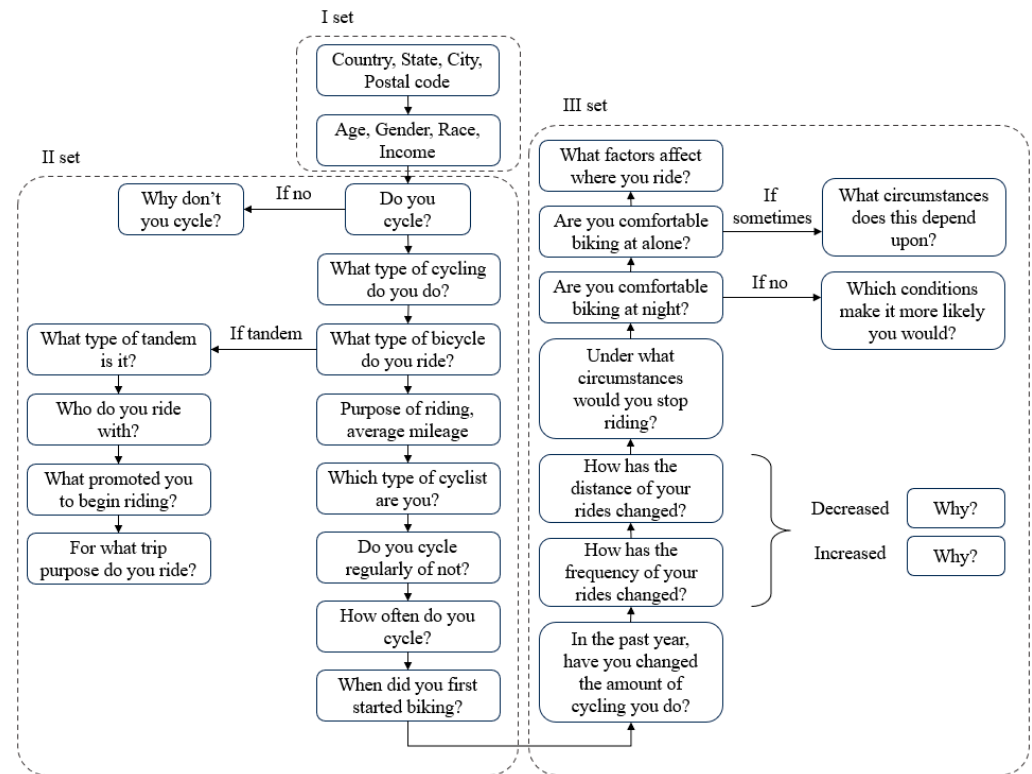 I set
Country, State, City,
Postal code
Age, Gender, Race,
Income
II set
Do you
cycle?
If no
Why don't
you cycle?
What type of cycling
do you do?
What type of bicycle
do you ride?
If tandem
What type of tandem
is it?
Who do you ride
with?
What promoted you
to begin riding?
For what trip
purpose do you ride?
Purpose of riding,
average mileage
Which type of cyclist
are you?
Do you cycle
regularly of not?
How often do you
cycle?
When did you first
started biking?
III set
What factors affect
where you ride?
Are you comfortable
biking at alone?
If
sometimes
What circumstances
does this depend
upon?
Are you comfortable
biking at night?
If no
Which conditions
make it more likely
you would?
Under what
circumstances
would you stop
riding?
How has the
distance of your
rides changed?
How has the
frequency of your
rides changed?
Decreased
Why?
Increased
Why?
In the past year,
have you changed
the amount of
cycling you do?